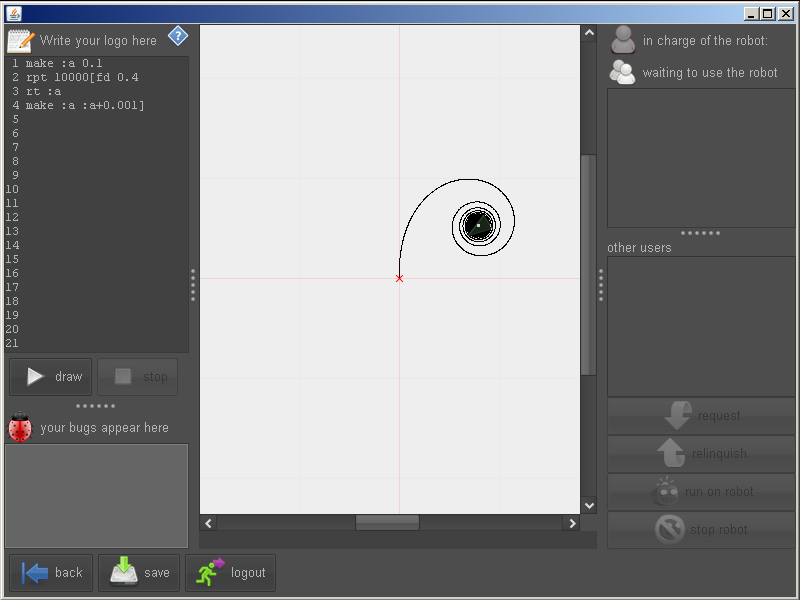 Write your logo here
?
1 make :a 0.1
2 rpt 10000[fd 0.4
3 rt :a
4 make :a :a+0.001]
5
6
7
8
9
10
11
12
13
14
15
16
17
18
19
20
21
draw
stop
your bugs appear here
back
save
logout
in charge of the robot:
waiting to use the robot
other users
request
relinquish
run on robot
stop robot